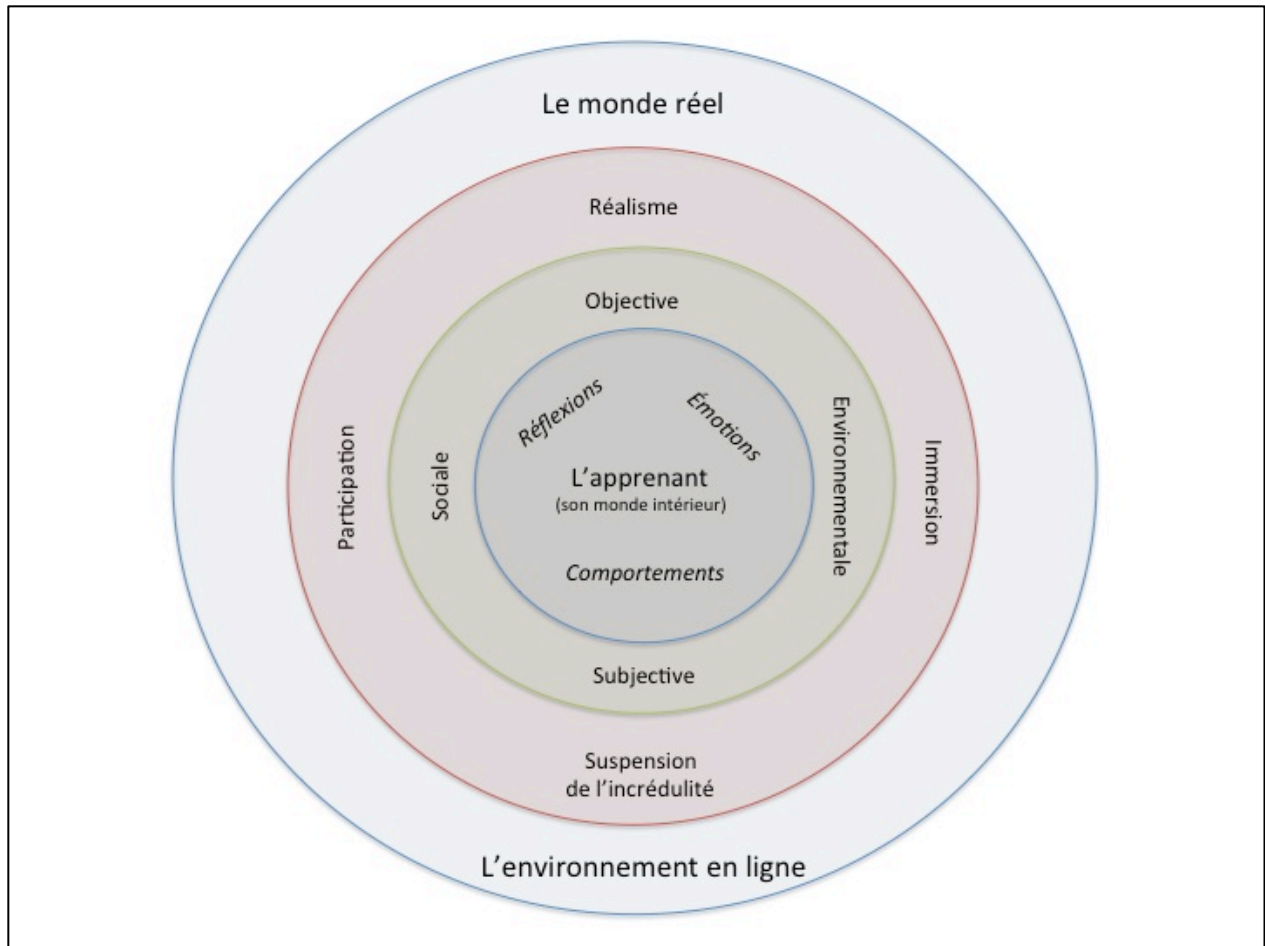 Le monde réel
Réalisme
Objective
Réflexions
Émotions
Participation
Sociale
L'apprenant
(son monde intérieur)
Environnementale
Immersion
Comportements
Subjective
Suspension
de l'incrédulité
L'environnement en ligne